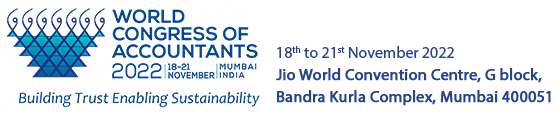 WORLD
CONGRESS OF
ACCOUNTANTS
2022 | 18-21 NOVEMBER | MUMBAI INDIA
Building Trust Enabling Sustainability
18th to 21st November 2022
Jio World Convention Centre, G block,
Bandra Kurla Complex, Mumbai 400051